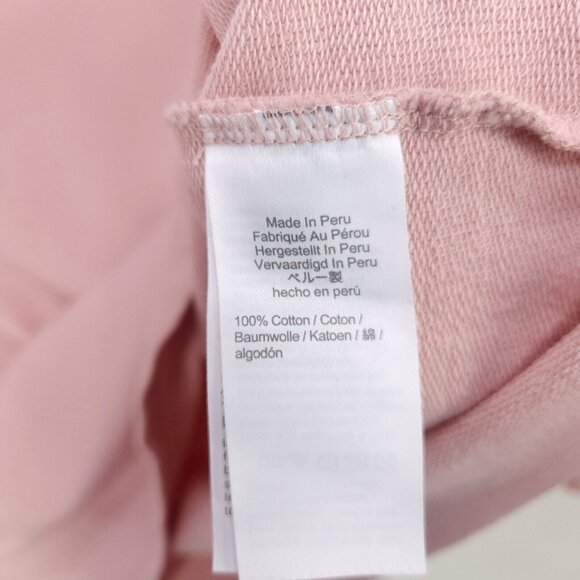 Made In Peru
Fabriqué Au Pérou
Hergestellt In Peru
Vervaardigd In Peru
ペルー製
hecho en perú
100% Cotton / Coton /
Baumwolle / Katoen / 綿 /
algodón